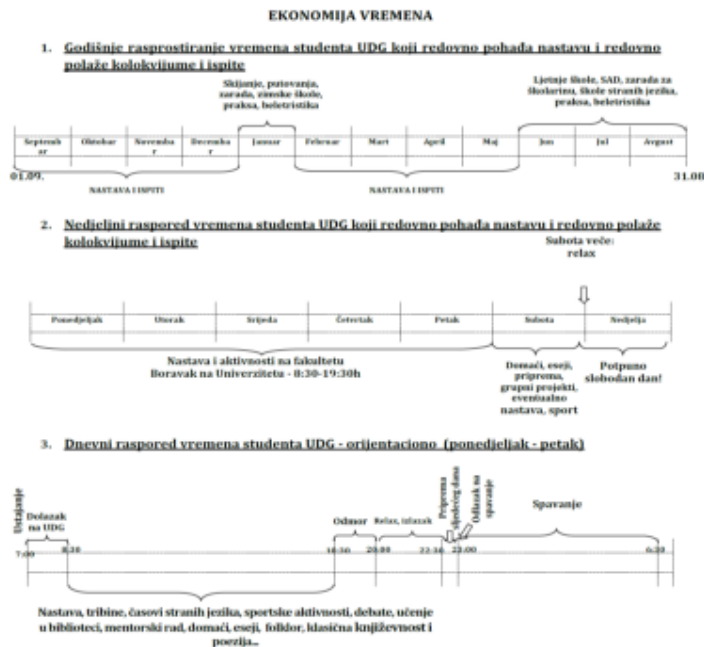 EKONOMIJA VREMENA
1. Godišnje rasprostiranje vremena studenta UDG koji redovno pohađa nastavu i redovno
polaže kolokvijume i ispite
Skijanje, putovanja,
zarada, zimske škole,
praksa, beletristika
Ljetnje škole, SAD, zarada za
školarinu, škole stranih jezika,
praksa, beletristika
Septemb
ar
Oktobar
Novemba
r
Decemba
r
Januar
Februar
Mart
April
Maj
Jun
Jul
Avgust
01.09.
31.08
NASTAVA I ISPITI
NASTAVA I ISPITI
2. Nedjeljni raspored vremena studenta UDG koji redovno pohađa nastavu i redovno polaže
kolokvijume i ispite
Subota veče:
relax
Ponedjeljak
Utorak
Srijeda
Četvrtak
Petak
Subota
Nedjelja
Nastava i aktivnosti na fakultetu
Boravak na Univerzitetu - 8:30-19:30h
Domaći, eseji,
priprema,
grupni projekti,
eventualno
nastava, sport
Potpuno
slobodan dan!
3. Dnevni raspored vremena studenta UDG - orijentaciono (ponedjeljak - petak)
Ustajanje
Dolazak
na UDG
Odmor
Relax, izlazak
Priprema
sljedećeg dana
Odlazak na
spavanje
Spavanje
7:00
8:30
20:00
22:30
23:00
Nastava, tribine, časovi stranih jezika, sportske aktivnosti, debate, učenje
u biblioteci, mentorski rad, domaći, eseji, folklor, klasična književnost i
poezija...